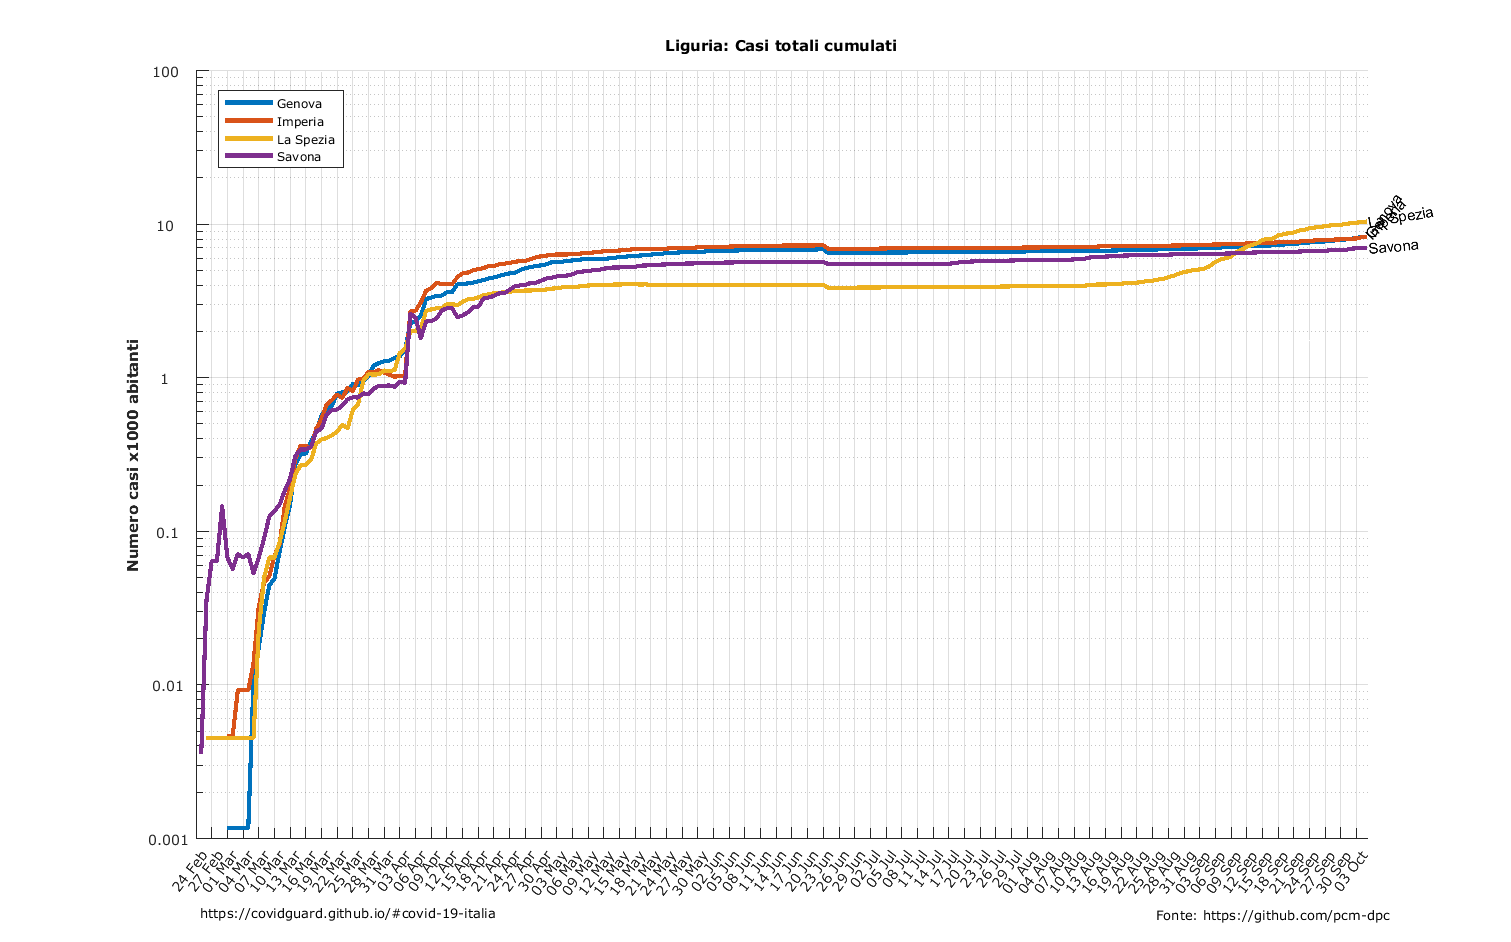 Liguria: Casi totali cumulati
Numero casi x1000 abitanti
100
10
1
0.1
0.01
0.001
Genova
Imperia
La Spezia
Savona
La Spezia
Savona
24 Feb
27 Feb
01 Mar
04 Mar
07 Mar
10 Mar
13 Mar
16 Mar
19 Mar
22 Mar
25 Mar
28 Mar
31 Mar
03 Apr
06 Apr
09 Apr
12 Apr
15 Apr
18 Apr
21 Apr
24 Apr
27 Apr
30 Apr
03 May
06 May
09 May
12 May
15 May
18 May
21 May
24 May
27 May
30 May
02 Jun
05 Jun
08 Jun
11 Jun
14 Jun
17 Jun
20 Jun
23 Jun
26 Jun
29 Jun
02 Jul
05 Jul
08 Jul
11 Jul
14 Jul
17 Jul
20 Jul
23 Jul
26 Jul
29 Jul
01 Aug
04 Aug
07 Aug
10 Aug
13 Aug
16 Aug
19 Aug
22 Aug
25 Aug
28 Aug
31 Aug
03 Sep
06 Sep
09 Sep
12 Sep
15 Sep
18 Sep
21 Sep
24 Sep
27 Sep
30 Sep
03 Oct
https://covidguard.github.io/#covid-19-italia
Fonte: https://github.com/pcm-dpc